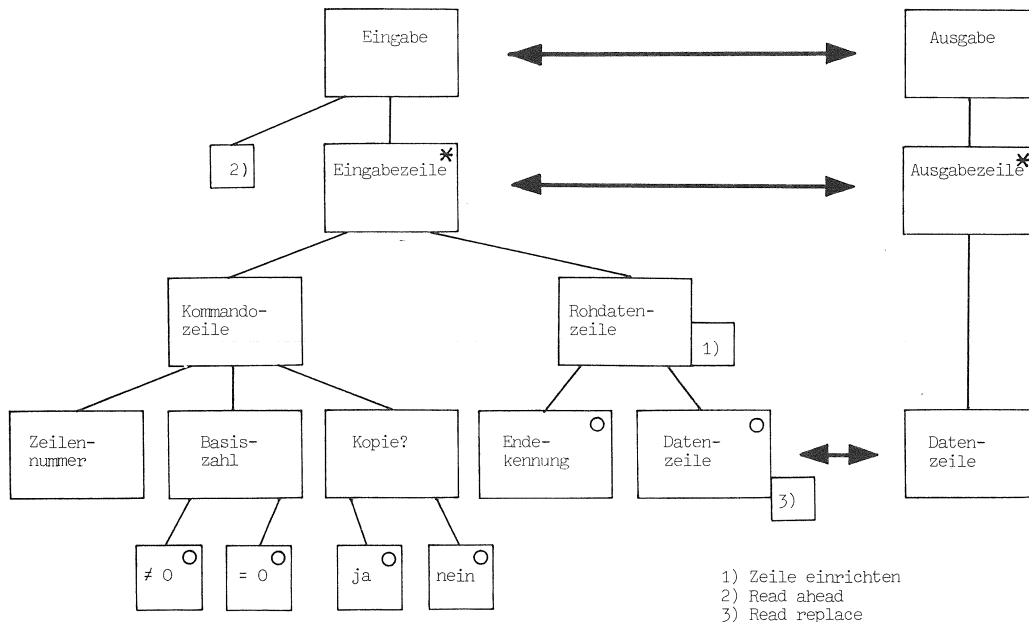 Eingabe
Ausgabe
2)
Eingabezeile *
Ausgabezeile *
Kommando-
zeile
Rohdaten-
zeile
1)
Zeilen-
nummer
Basis-
zahl
Kopie?
Ende-
kennung
Daten-
zeile
Daten-
zeile
3)
≠ 0
= 0
ja
nein
1) Zeile einrichten
2) Read ahead
3) Read replace